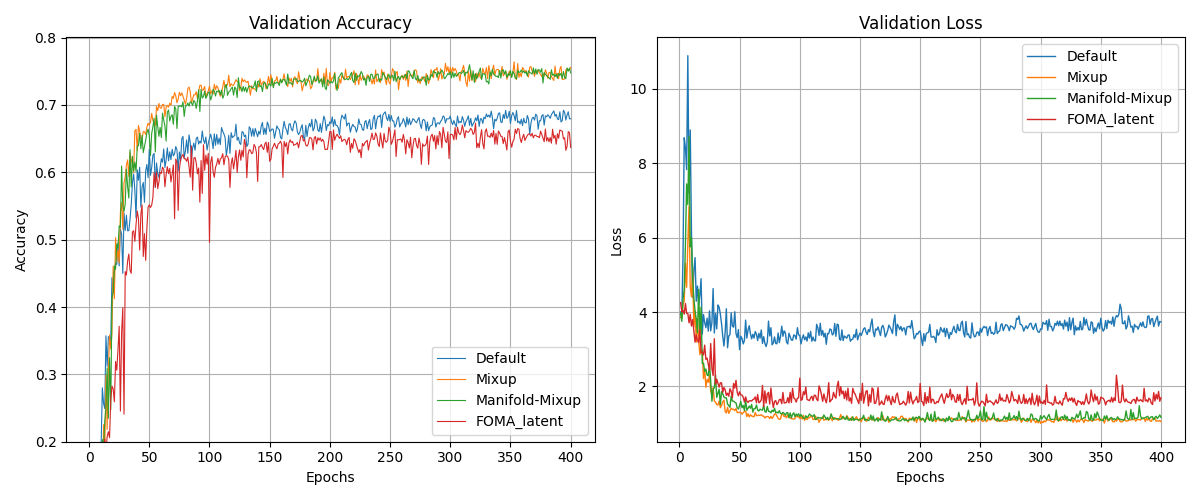 Validation Accuracy
0.8
0.7
0.6
0.5
0.4
0.3
0.2
Accuracy
0 50 100 150 200 250 300 350 400
Epochs
Default
Mixup
Manifold-Mixup
FOMA_latent
Validation Loss
10
8
6
4
2
Loss
0 50 100 150 200 250 300 350 400
Epochs
Default
Mixup
Manifold-Mixup
FOMA_latent